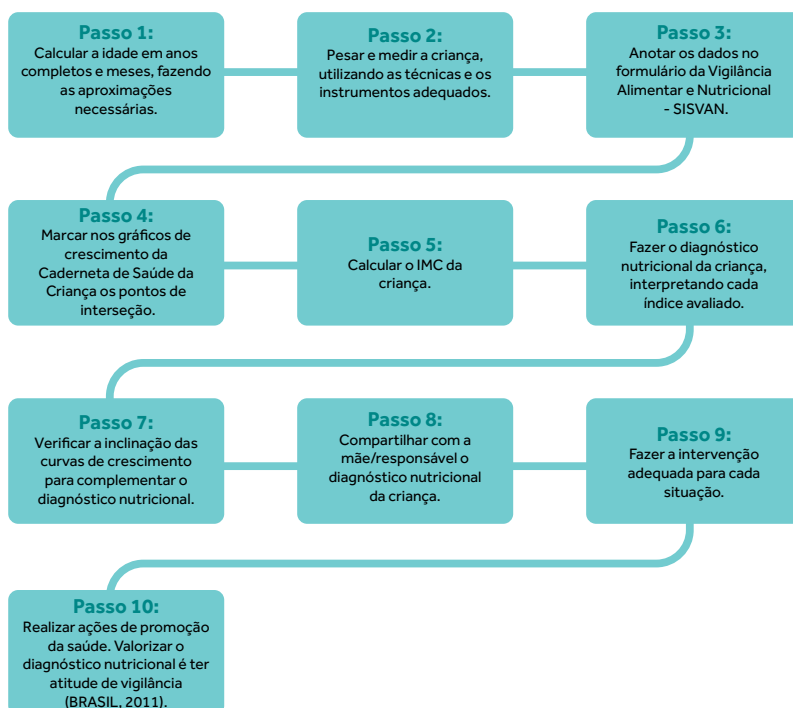 Passo 1:
Calcular a idade em anos
completos e meses, fazendo
as aproximações
necessárias.
Passo 2:
Pesar e medir a criança,
utilizando as técnicas e os
instrumentos adequados.
Passo 3:
Anotar os dados no
formulário da Vigilância
Alimentar e Nutricional
- SISVAN.
Passo 4:
Marcar nos gráficos de
crescimento da
Caderneta de Saúde da
Criança os pontos de
interseção.
Passo 5:
Calcular o IMC da
criança.
Passo 6:
Fazer o diagnóstico
nutricional da criança,
interpretando cada
índice avaliado.
Passo 7:
Verificar a inclinação das
curvas de crescimento
para complementar o
diagnóstico nutricional.
Passo 8:
Compartilhar com a
mãe/responsável o
diagnóstico nutricional
da criança.
Passo 9:
Fazer a intervenção
adequada para cada
situação.
Passo 10:
Realizar ações de promoção
da saúde. Valorizar o
diagnóstico nutricional é ter
atitude de vigilância
(BRASIL, 2011).